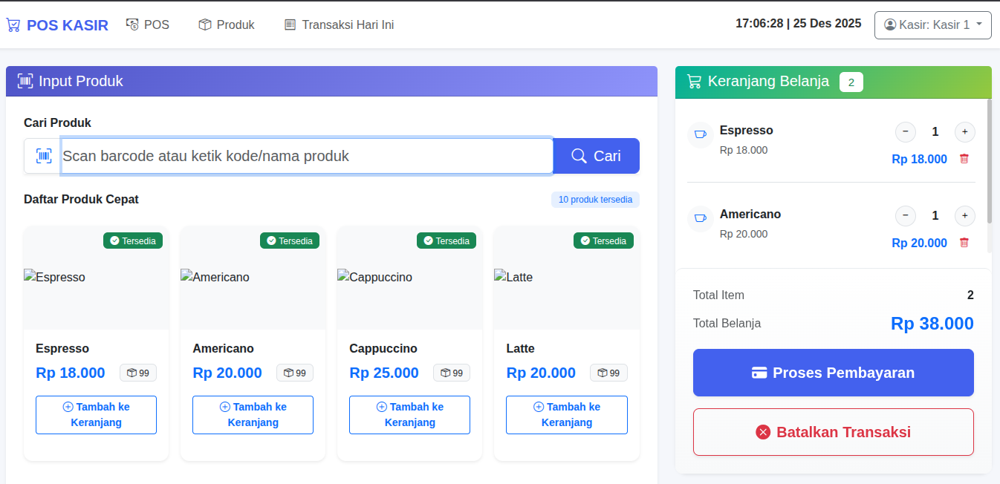 POS KASIR
POS
Produk
Transaksi Hari Ini
17:06:28 | 25 Des 2025
Kasir: Kasir 1
Input Produk
Cari Produk
Scan barcode atau ketik kode/nama produk
Cari
Daftar Produk Cepat
10 produk tersedia
Tersedia
Espresso
Espresso
Rp 18.000
99
Tambah ke
Keranjang
Tersedia
Americano
Americano
Rp 20.000
99
Tambah ke
Keranjang
Tersedia
Cappuccino
Cappuccino
Rp 25.000
99
Tambah ke
Keranjang
Tersedia
Latte
Latte
Rp 20.000
99
Tambah ke
Keranjang
Keranjang Belanja 2
Espresso
Rp 18.000
− 1 +
Rp 18.000
Americano
Rp 20.000
− 1 +
Rp 20.000
Total Item 2
Total Belanja Rp 38.000
Proses Pembayaran
Batalkan Transaksi